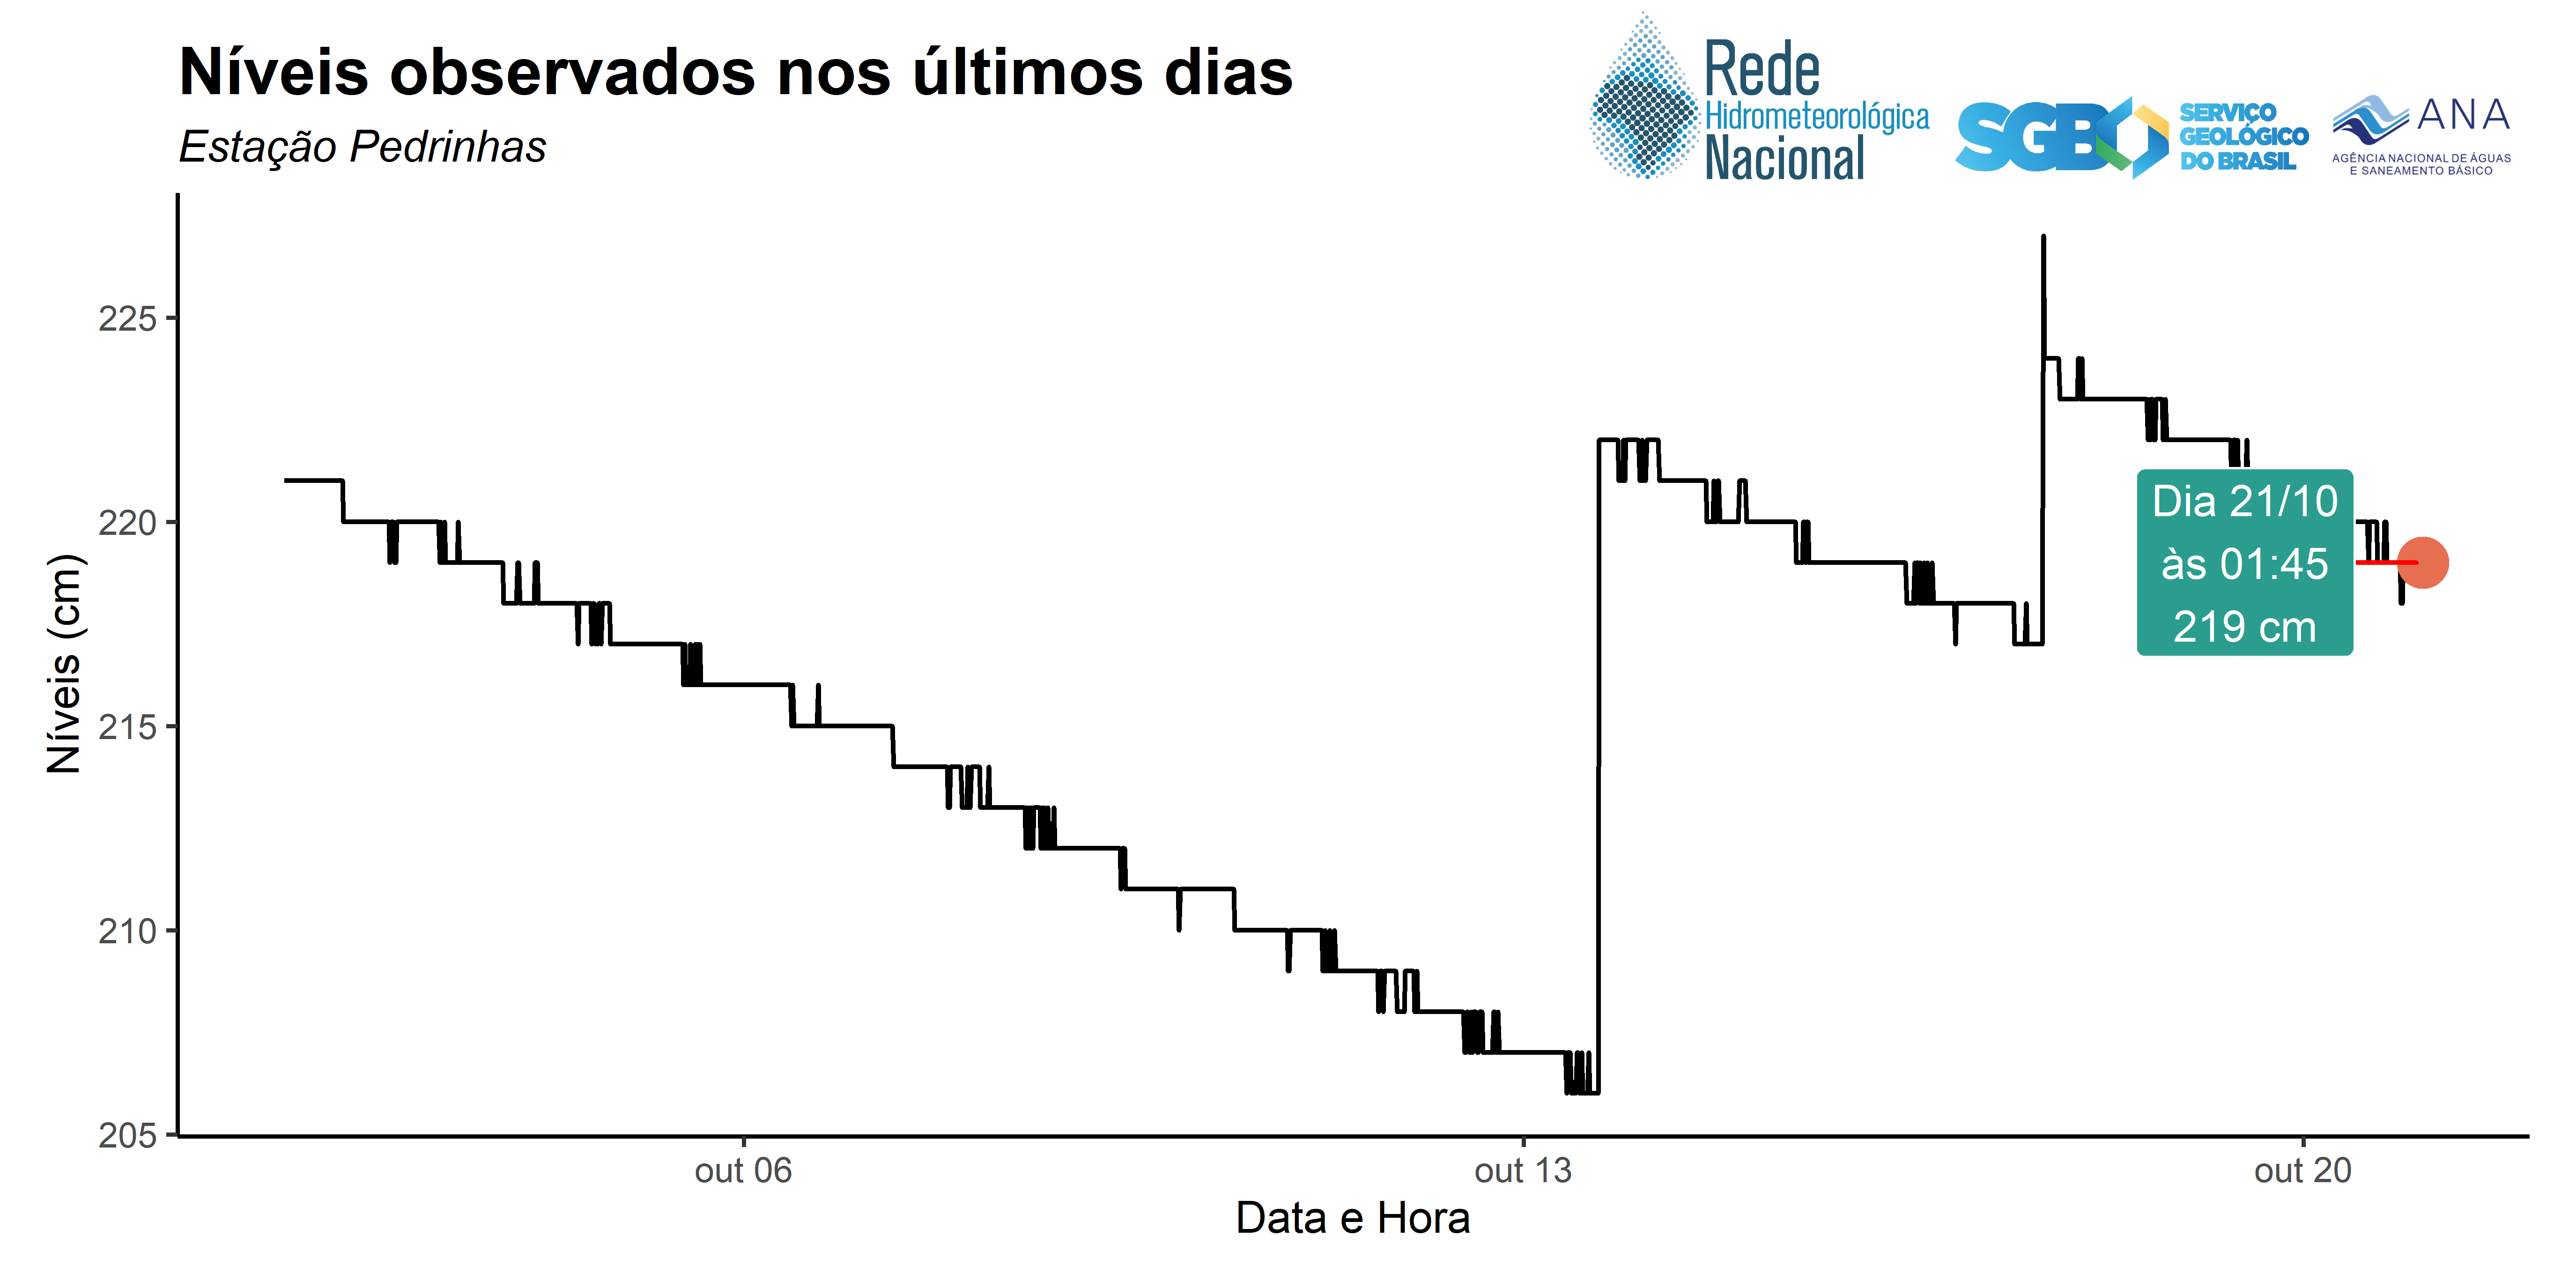 Níveis observados nos últimos dias
Estação Pedrinhas
Rede
Hidrometeorológica
Nacional
SGB
SERVIÇO
GEOLÓGICO
DO BRASIL
ANA
AGÊNCIA NACIONAL DE ÁGUAS
E SANEAMENTO BÁSICO
Níveis (cm)
225
220
215
210
205
Dia 21/10
às 01:45
219 cm
out 06
out 13
out 20
Data e Hora